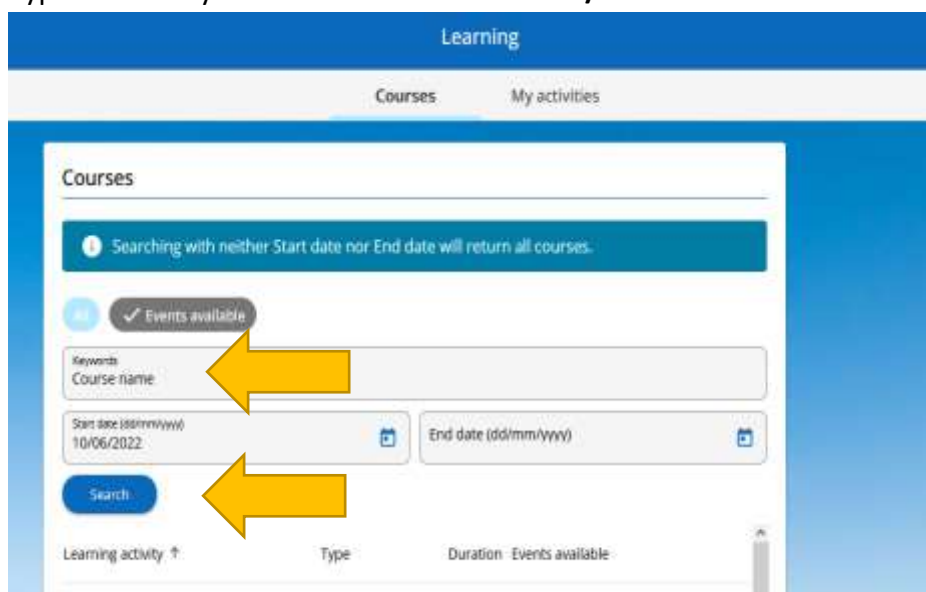 Learning
Courses My activities
Courses
Searching with neither Start date nor End date will return all courses.
All ✓ Events available
Keywords
Course name
Start date (dd/mm/yyyy)
10/06/2022 End date (dd/mm/yyyy)
Search
Learning activity ↑ Type Duration Events available